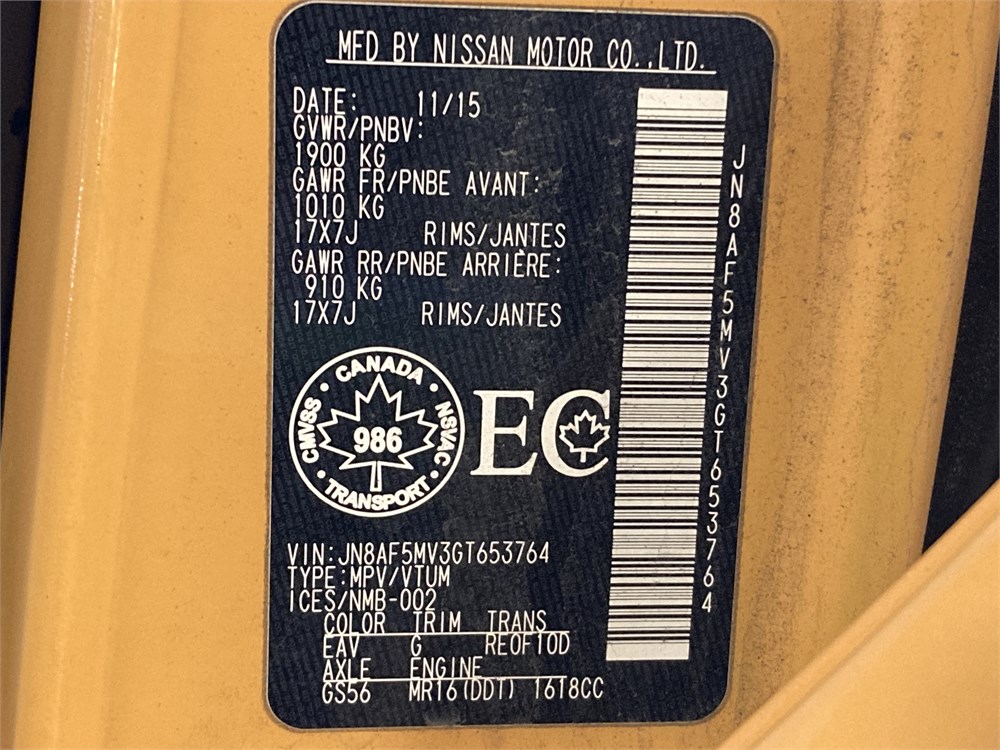 MFD BY NISSAN MOTOR CO.,LTD.
DATE: 11/15
GVWR/PNBV:
1900 KG
GAWR FR/PNBE AVANT:
1010 KG
17X7J RIMS/JANTES
GAWR RR/PNBE ARRIÈRE:
910 KG
17X7J RIMS/JANTES
CANADA
CMVSS
NSVAC
986
TRANSPORT
EC
VIN:JN8AF5MV3GT653764
TYPE:MPV/VTUM
ICES/NMB-002
COLOR TRIM TRANS
EAV G RE0F10D
AXLE ENGINE
GS56 MR16(DDT) 1618CC
JN8AF5MV3GT653764